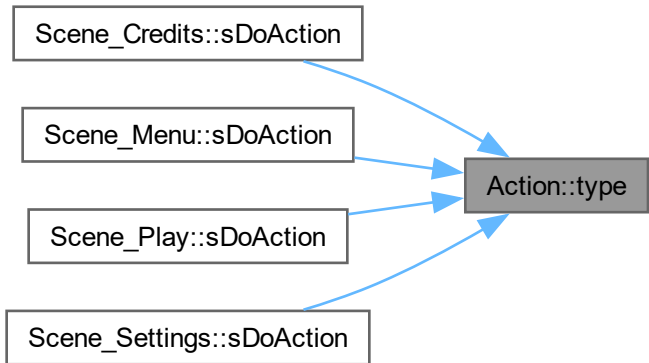 Scene_Credits::sDoAction
Scene_Menu::sDoAction
Action::type
Scene_Play::sDoAction
Scene_Settings::sDoAction